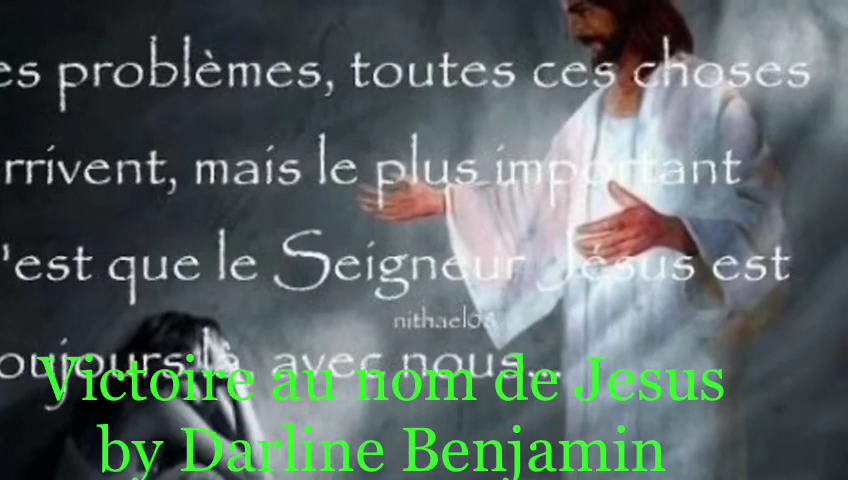 es problèmes, toutes ces choses
rrivent, mais le plus important
'est que le Seigneur Jésus est
nithael08
oujours là, avec nous...
Victoire au nom de Jesus
by Darline Benjamin